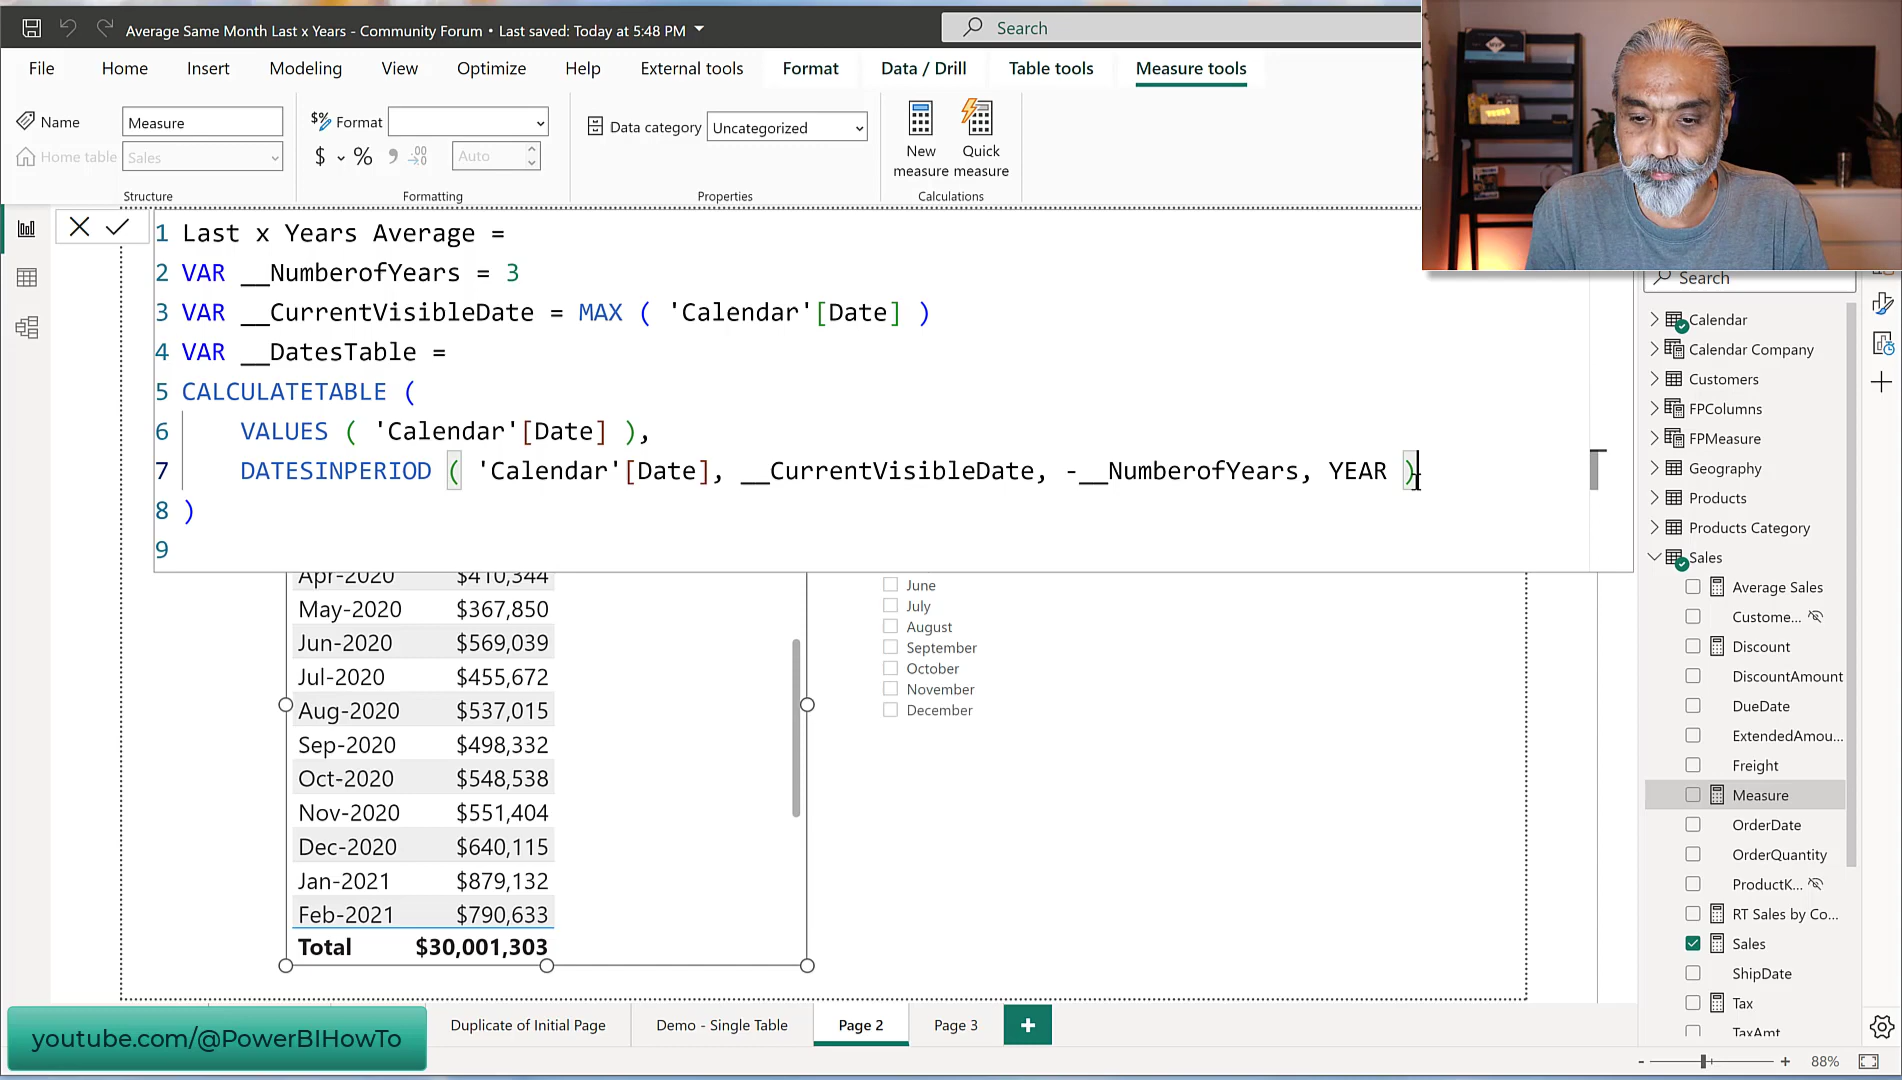 Average Same Month Last x Years - Community Forum • Last saved: Today at 5:48 PM
Search
File Home Insert Modeling View Optimize Help External tools Format Data / Drill Table tools Measure tools
Name Measure
Home table Sales
Structure
Format
$ % 9 .00 →.0 Auto
Formatting
Data category Uncategorized
Properties
New measure
Quick measure
Calculations
1 Last x Years Average =
2 VAR __NumberofYears = 3
3 VAR __CurrentVisibleDate = MAX ( 'Calendar'[Date] )
4 VAR __DatesTable =
5 CALCULATETABLE (
6 VALUES ( 'Calendar'[Date] ),
7 DATESINPERIOD ( 'Calendar'[Date], __CurrentVisibleDate, -__NumberofYears, YEAR )
8 )
9
Apr-2020 $410,344
May-2020 $367,850
Jun-2020 $569,039
Jul-2020 $455,672
Aug-2020 $537,015
Sep-2020 $498,332
Oct-2020 $548,538
Nov-2020 $551,404
Dec-2020 $640,115
Jan-2021 $879,132
Feb-2021 $790,633
Total $30,001,303
June
July
August
September
October
November
December
Search
Calendar
Calendar Company
Customers
FPColumns
FPMeasure
Geography
Products
Products Category
Sales
Average Sales
Custome...
Discount
DiscountAmount
DueDate
ExtendedAmou...
Freight
Measure
OrderDate
OrderQuantity
ProductK...
RT Sales by Co...
Sales
ShipDate
Tax
TaxAmt
youtube.com/@PowerBIHowTo
Duplicate of Initial Page Demo - Single Table Page 2 Page 3 +
- + 88%